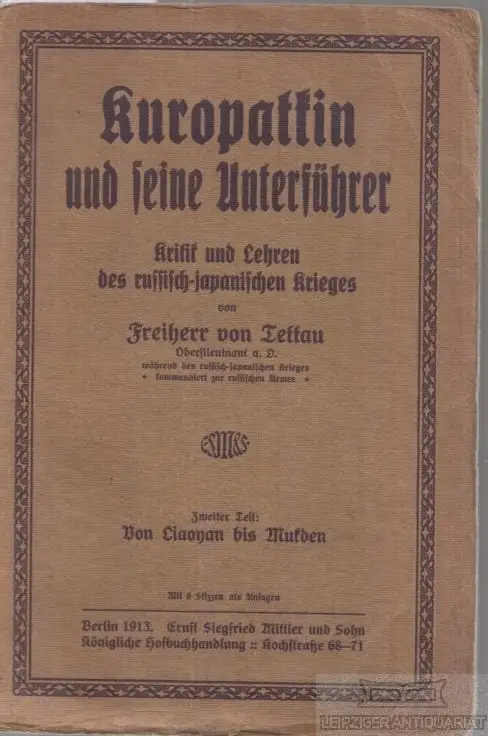 Kuropatkin
und seine Unterführer
Kritik und Lehren
des russisch-japanischen Krieges
von
Freiherr von Tettau
Oberstleutnant a. D.
während des russisch-japanischen Krieges
kommandiert zur russischen Armee
ESM&S.
Zweiter Teil:
Von Liaoyan bis Mukden
Mit 8 Skizzen als Anlagen
Berlin 1913. Ernst Siegfried Mittler und Sohn
Königliche Hofbuchhandlung :: Kochstraße 68–71
LEIPZIGER ANTIQUARIAT